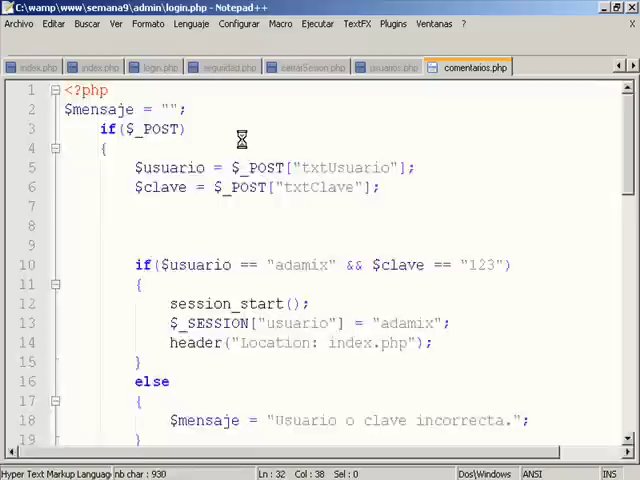 C:\wamp\www\semana9\admin\login.php - Notepad++
Archivo Editar Buscar Ver Formato Lenguaje Configurar Macro Ejecutar TextFX Plugins Ventanas ? X
index.php index.php login.php seguridad.php cerrarSesion.php usuarios.php comentarios.php
1 <?php
2 $mensaje = "";
3 if($_POST)
4 {
5 $usuario = $_POST["txtUsuario"];
6 $clave = $_POST["txtClave"];
7
8
9
10 if($usuario == "adamix" && $clave == "123")
11 {
12 session_start();
13 $_SESSION["usuario"] = "adamix";
14 header("Location: index.php");
15 }
16 else
17 {
18 $mensaje = "Usuario o clave incorrecta.";
19 }
Hyper Text Markup Languag nb char : 930 Ln : 32 Col : 38 Sel : 0 Dos\Windows ANSI INS